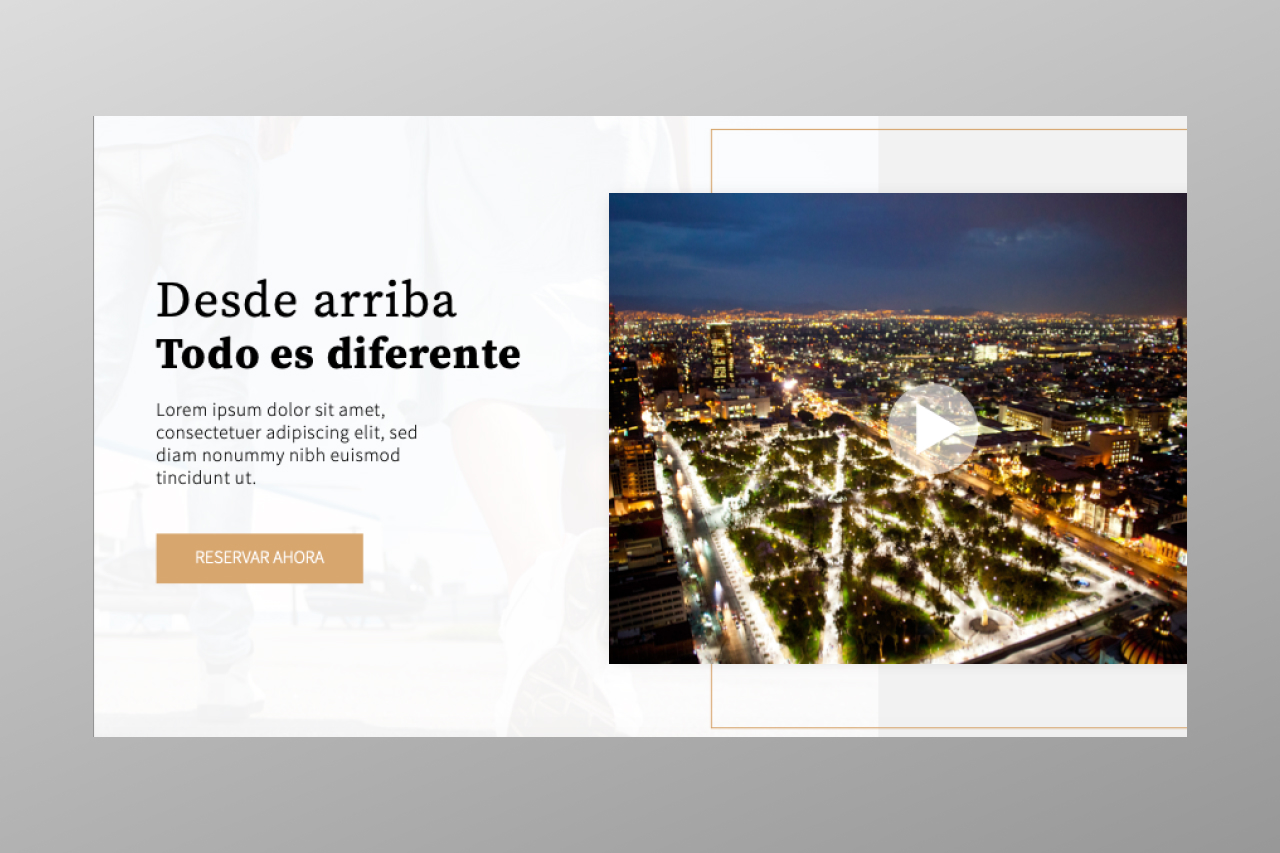 Desde arriba
Todo es diferente
Lorem ipsum dolor sit amet,
consectetuer adipiscing elit, sed
diam nonummy nibh euismod
tincidunt ut.
RESERVAR AHORA